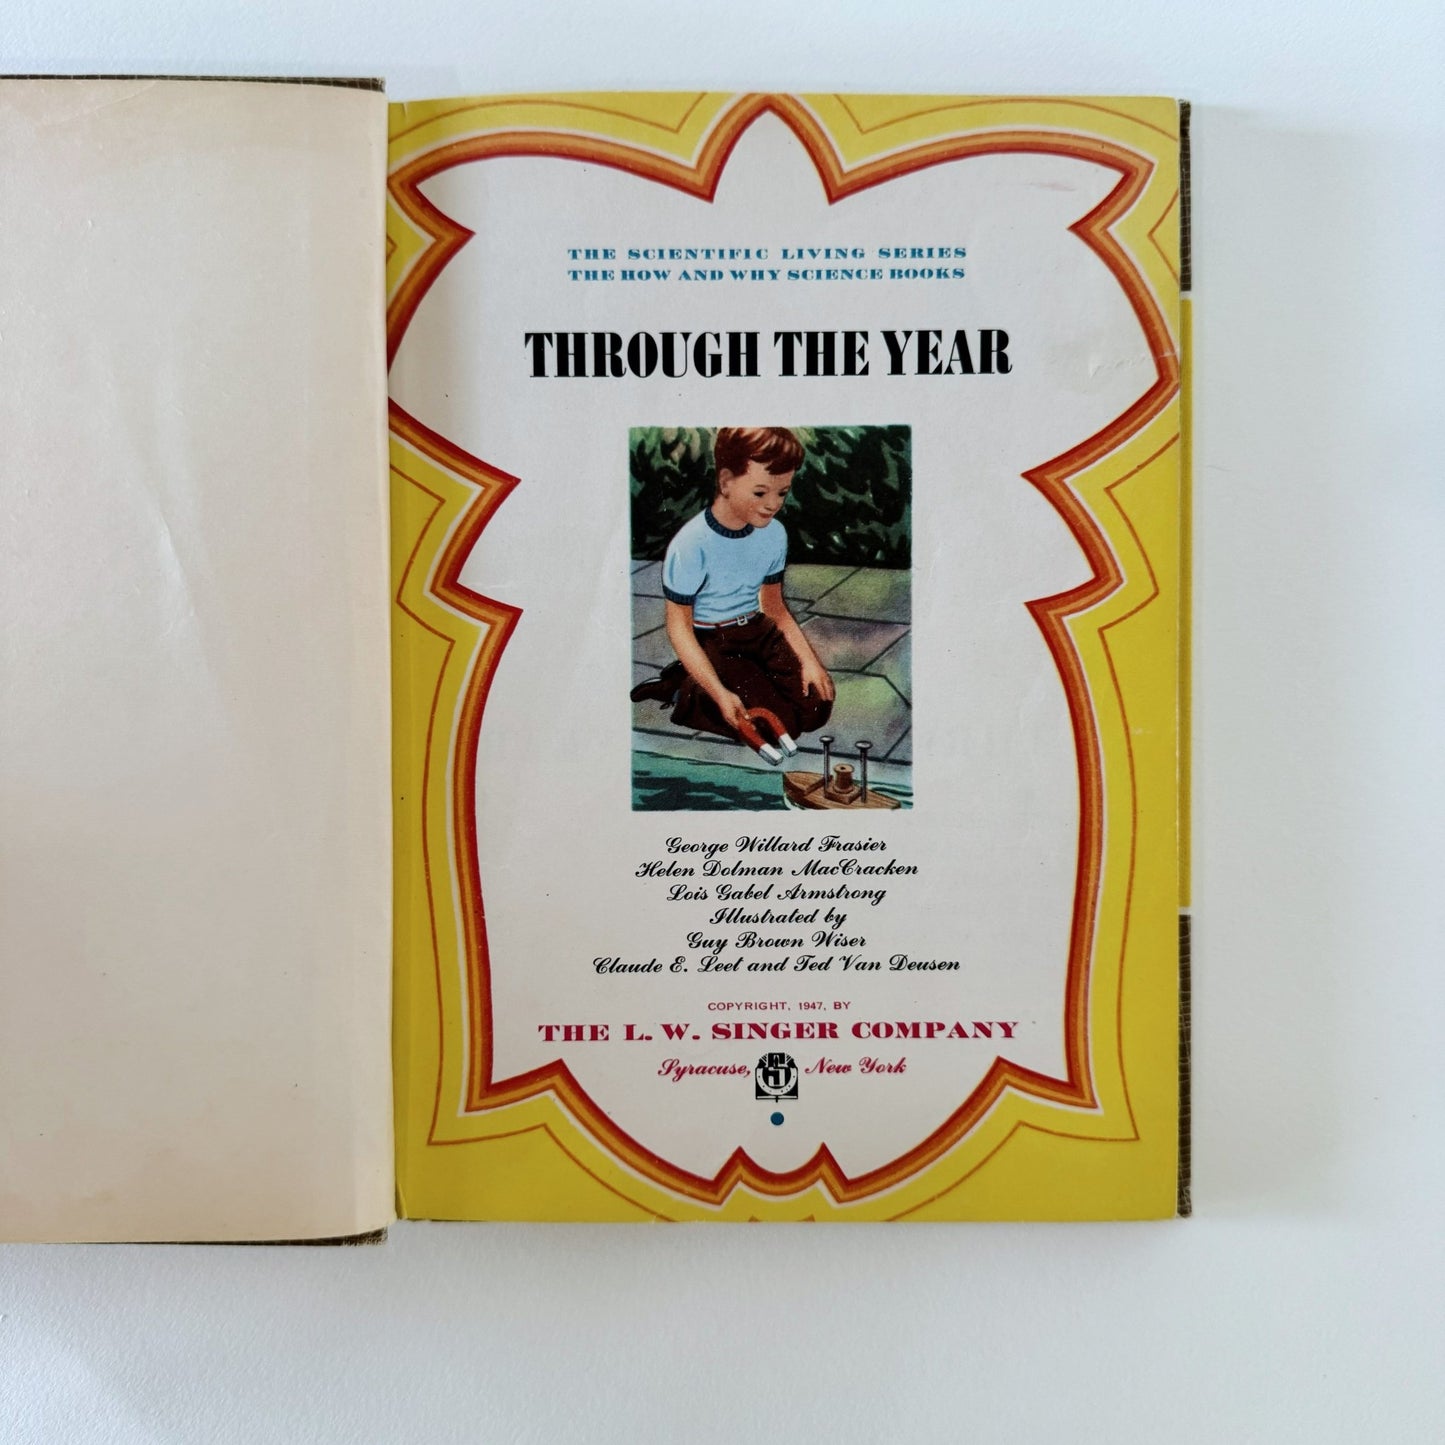 THE SCIENTIFIC LIVING SERIES
THE HOW AND WHY SCIENCE BOOKS
THROUGH THE YEAR
George Willard Frasier
Helen Dolman MacCracken
Lois Gabel Armstrong
Illustrated by
Guy Brown Wiser
Claude E. Leet and Ted Van Deusen
COPYRIGHT, 1947, BY
THE L. W. SINGER COMPANY
Syracuse, S New York